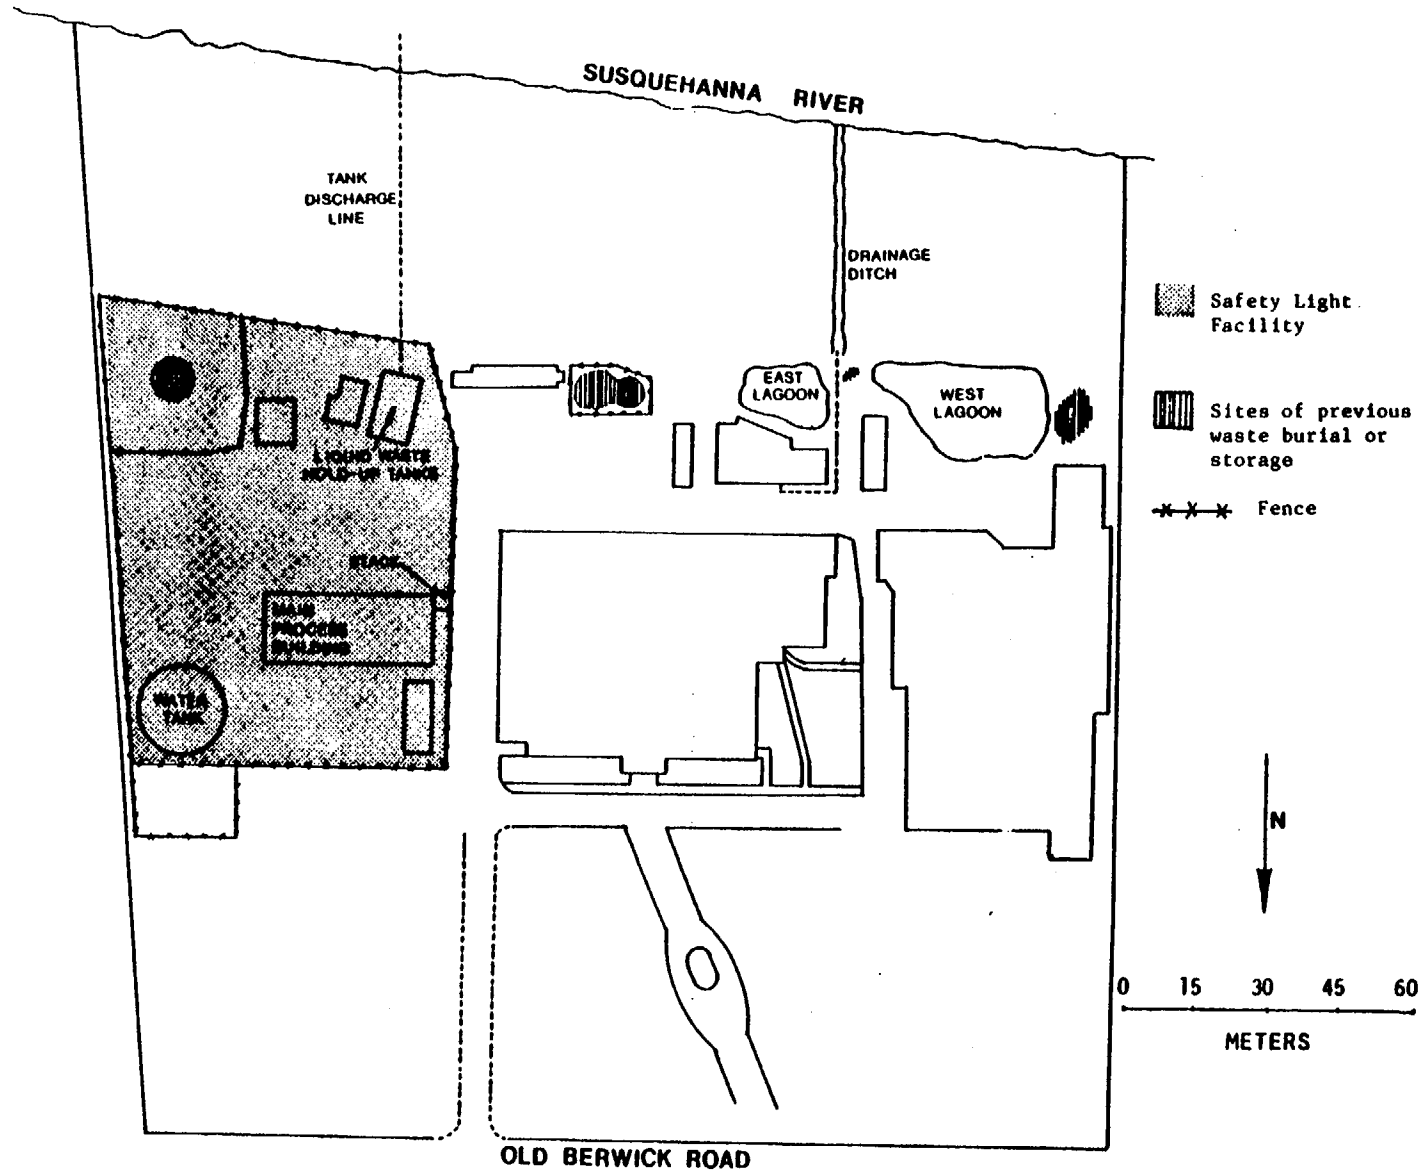 SUSQUEHANNA RIVER
TANK
DISCHARGE
LINE
DRAINAGE
DITCH
Safety Light
Facility
EAST
LAGOON
WEST
LAGOON
Sites of previous
waste burial or
storage
LIQUID WASTE
HOLD-UP TANKS
Fence
STACK
MAIN
PROCESS
BUILDING
WATER
TANK
N
0 15 30 45 60
METERS
OLD BERWICK ROAD